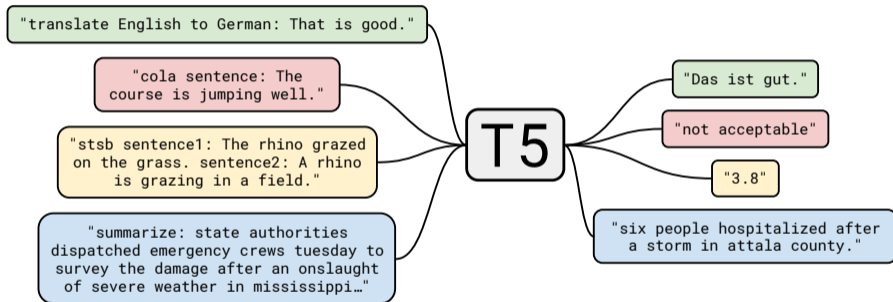 "translate English to German: That is good."
"cola sentence: The
course is jumping well."
"stsb sentence1: The rhino grazed
on the grass. sentence2: A rhino
is grazing in a field."
"summarize: state authorities
dispatched emergency crews tuesday to
survey the damage after an onslaught
of severe weather in mississippi…"
T5
"Das ist gut."
"not acceptable"
"3.8"
"six people hospitalized after
a storm in attala county."